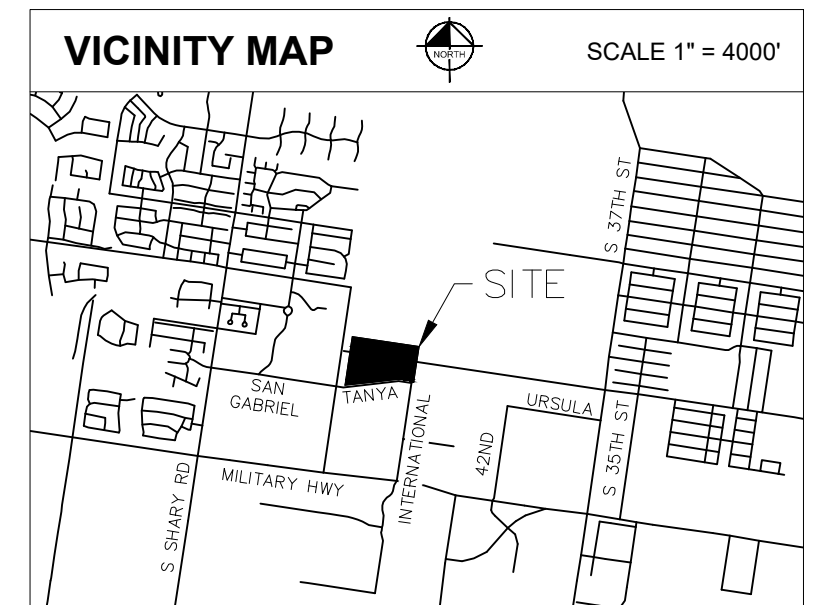 VICINITY MAP
NORTH
SCALE 1" = 4000'
S 37TH ST
SITE
SAN
GABRIEL
TANYA
INTERNATIONAL
42ND
URSULA
S 35TH ST
MILITARY HWY
S SHARY RD